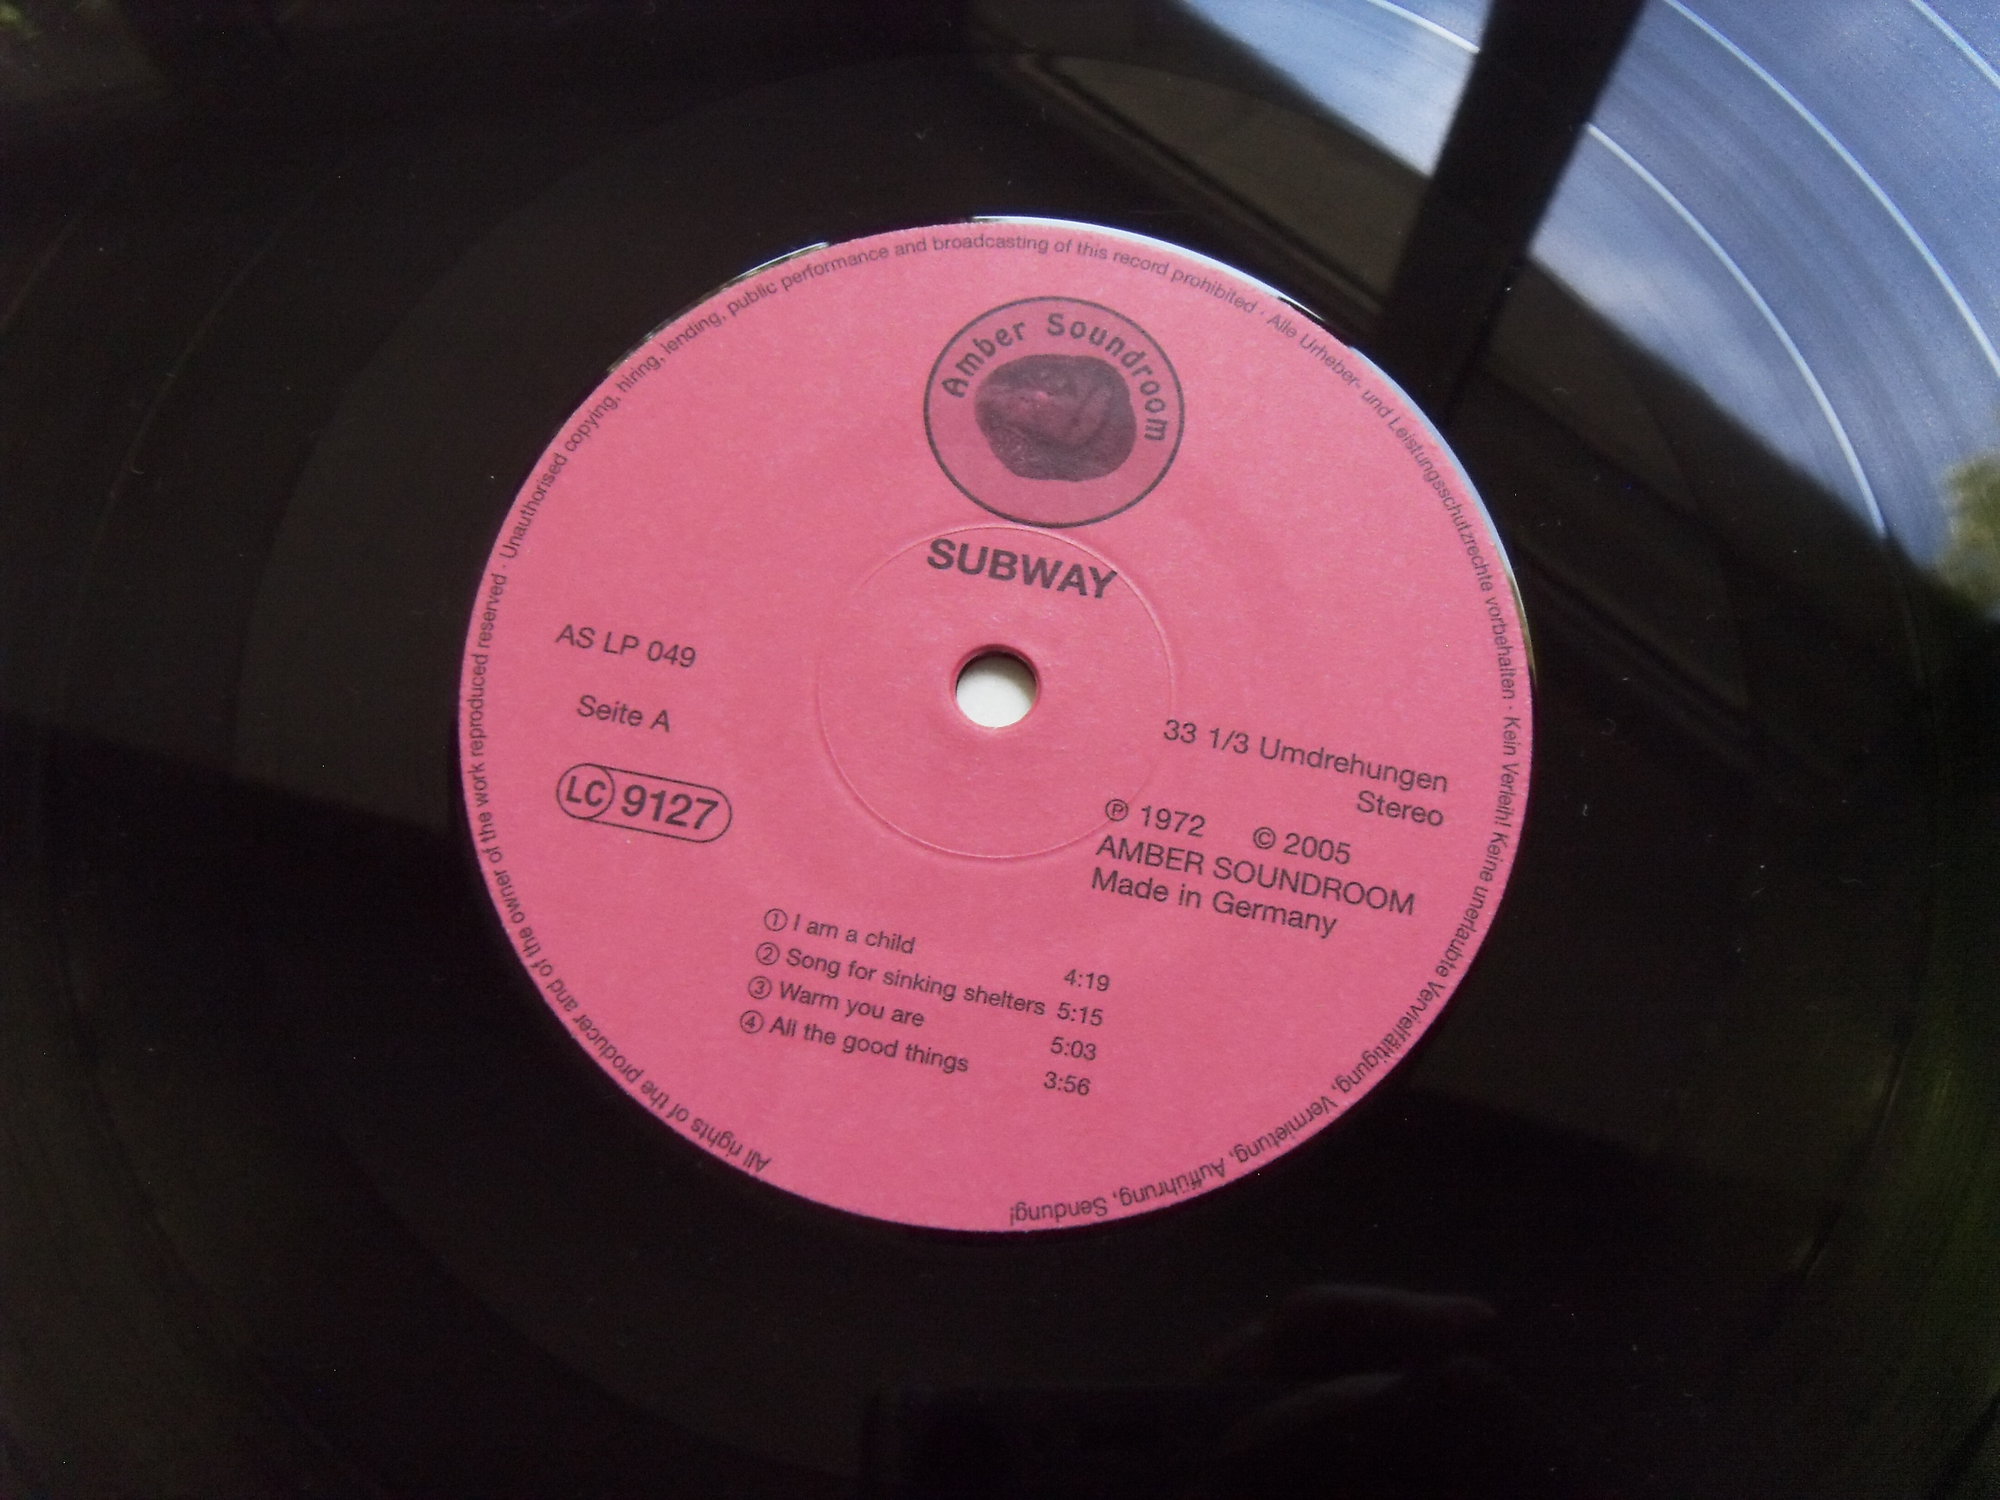 All rights of the producer and of the owner of the work reproduced reserved · Unauthorised copying, hiring, lending, public performance and broadcasting of this record prohibited · Alle Urheber- und Leistungsschutzrechte vorbehalten · Kein Verleih! Keine unerlaubte Vervielfältigung, Vermietung, Aufführung, Sendung!
Amber Soundroom
SUBWAY
AS LP 049
Seite A
LC 9127
33 1/3 Umdrehungen
Stereo
℗ 1972 © 2005
AMBER SOUNDROOM
Made in Germany
① I am a child 4:19
② Song for sinking shelters 5:15
③ Warm you are 5:03
④ All the good things 3:56